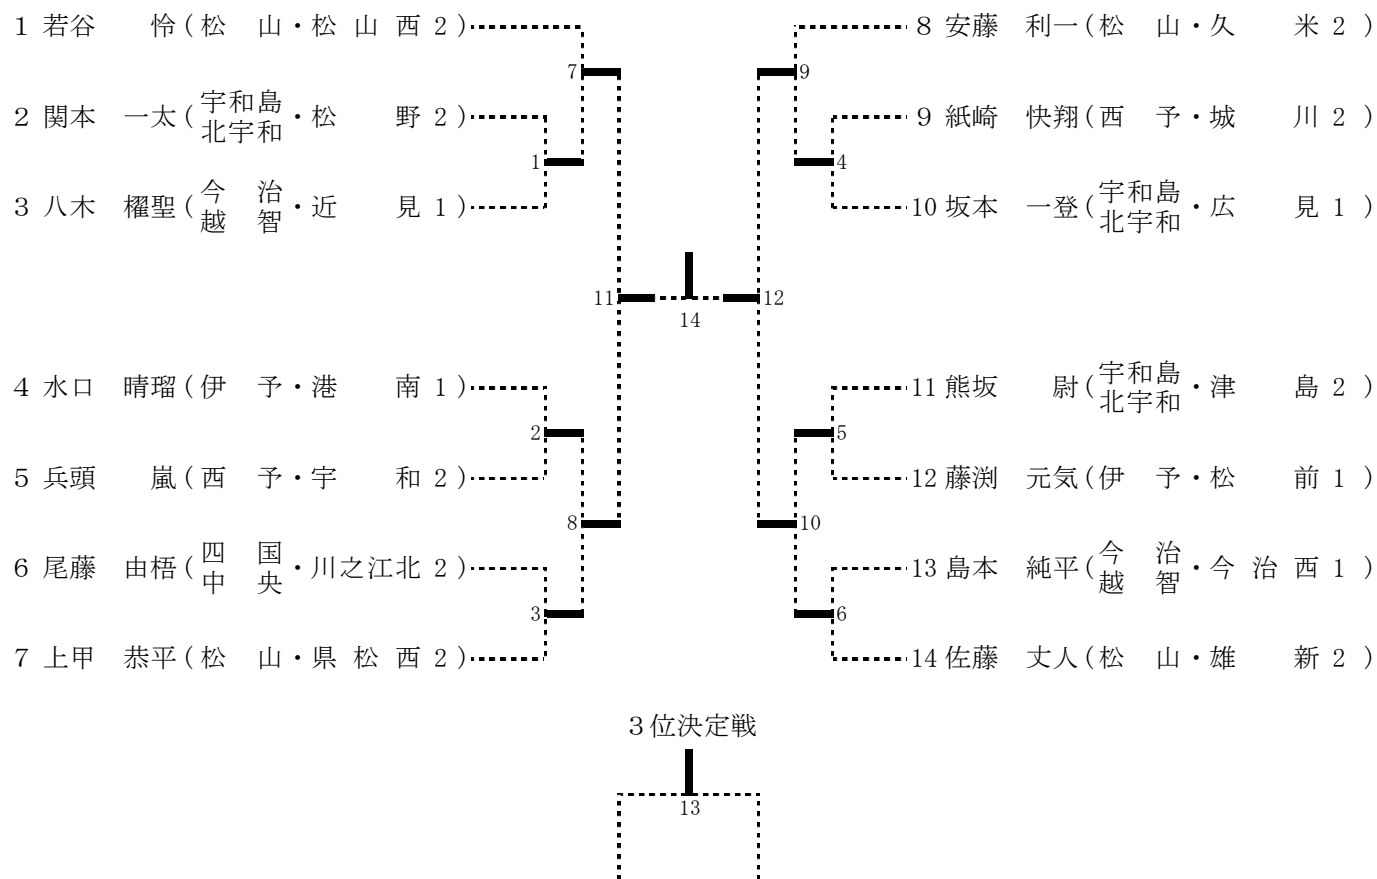 1 若谷 怜(松 山・松山西2)
2 関本 一太(宇和島北宇和・松 野2)
3 八木 櫂聖(今治越智・近 見1)
4 水口 晴瑠(伊 予・港 南1)
5 兵頭 嵐(西 予・宇 和2)
6 尾藤 由梧(四国中央・川之江北2)
7 上甲 恭平(松 山・県松西2)
7
1
11
2
8
3
14
8 安藤 利一(松 山・久 米2)
9 紙崎 快翔(西 予・城 川2)
10 坂本 一登(宇和島北宇和・広 見1)
11 熊坂 尉(宇和島北宇和・津 島2)
12 藤渕 元気(伊 予・松 前1)
13 島本 純平(今治越智・今治西1)
14 佐藤 丈人(松 山・雄 新2)
9
4
12
5
10
6
3位決定戦
13